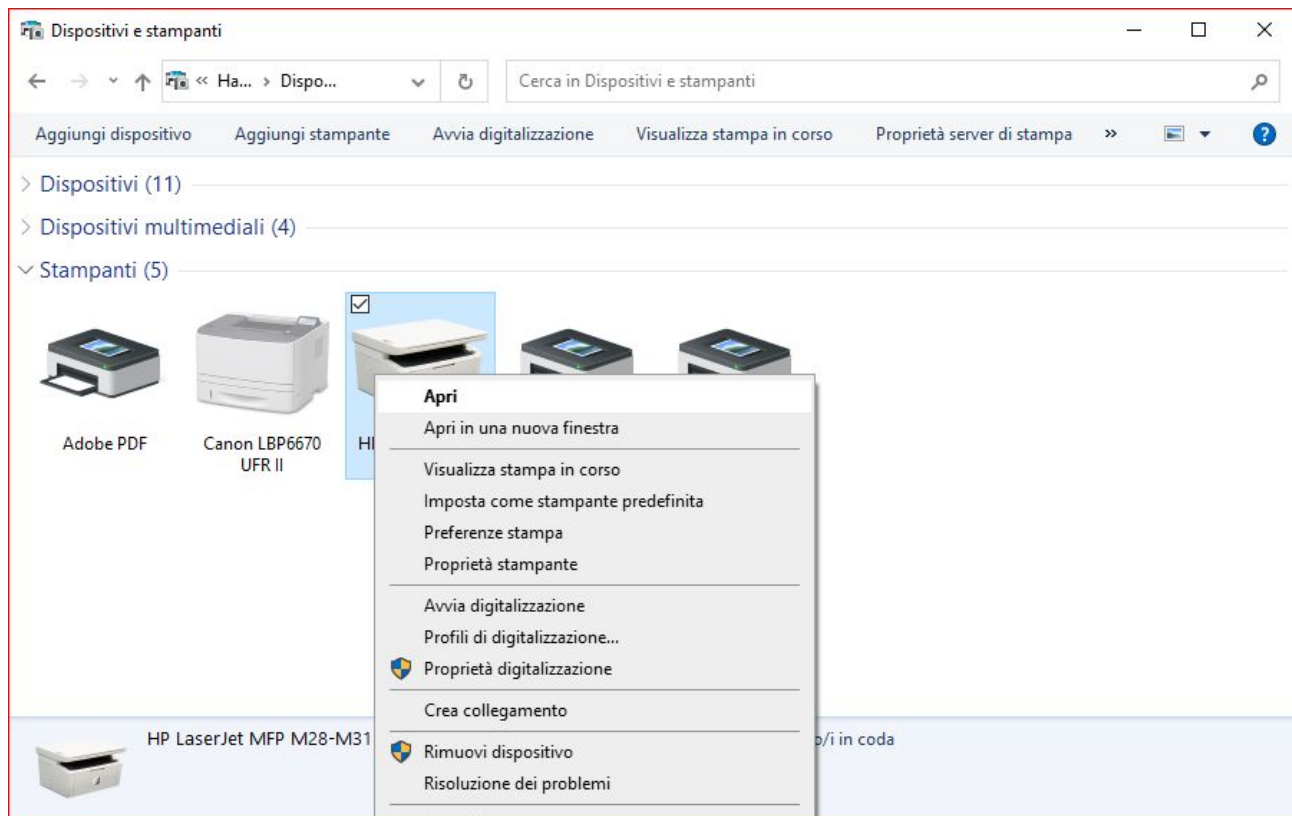 Dispositivi e stampanti
« Ha... > Dispo...
Cerca in Dispositivi e stampanti
Aggiungi dispositivo Aggiungi stampante Avvia digitalizzazione Visualizza stampa in corso Proprietà server di stampa »
Dispositivi (11)
Dispositivi multimediali (4)
Stampanti (5)
Adobe PDF
Canon LBP6670
UFR II
Apri
Apri in una nuova finestra
Visualizza stampa in corso
Imposta come stampante predefinita
Preferenze stampa
Proprietà stampante
Avvia digitalizzazione
Profili di digitalizzazione...
Proprietà digitalizzazione
Crea collegamento
Rimuovi dispositivo
Risoluzione dei problemi
HP LaserJet MFP M28-M31
in coda